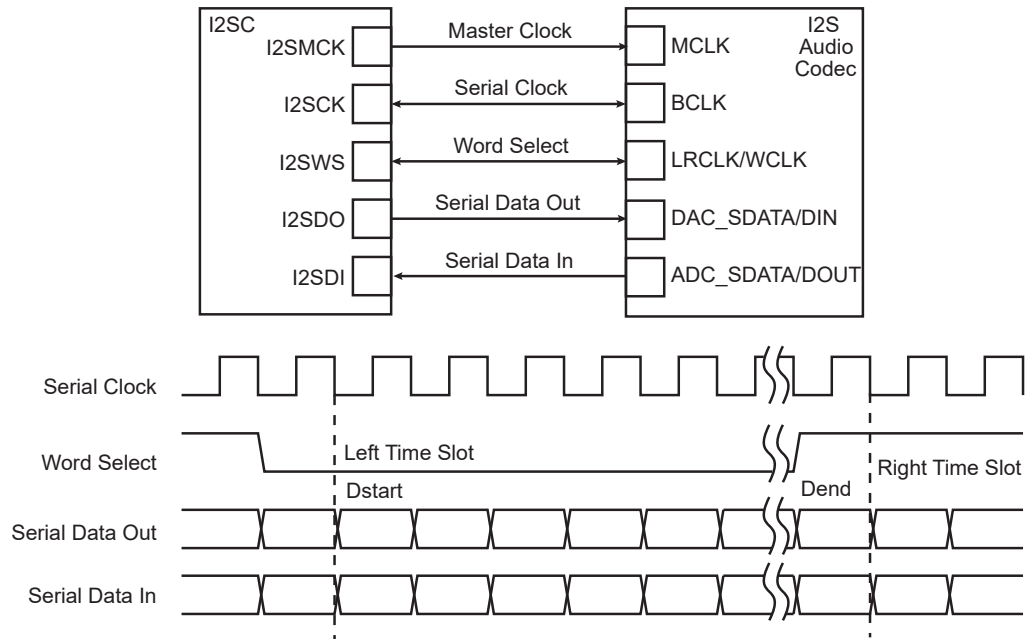 I2SC
I2S
Audio
Codec
I2SMCK
Master Clock
MCLK
I2SCK
Serial Clock
BCLK
I2SWS
Word Select
LRCLK/WCLK
I2SDO
Serial Data Out
DAC_SDATA/DIN
I2SDI
Serial Data In
ADC_SDATA/DOUT
Serial Clock
Word Select
Left Time Slot
Right Time Slot
Dstart
Dend
Serial Data Out
Serial Data In